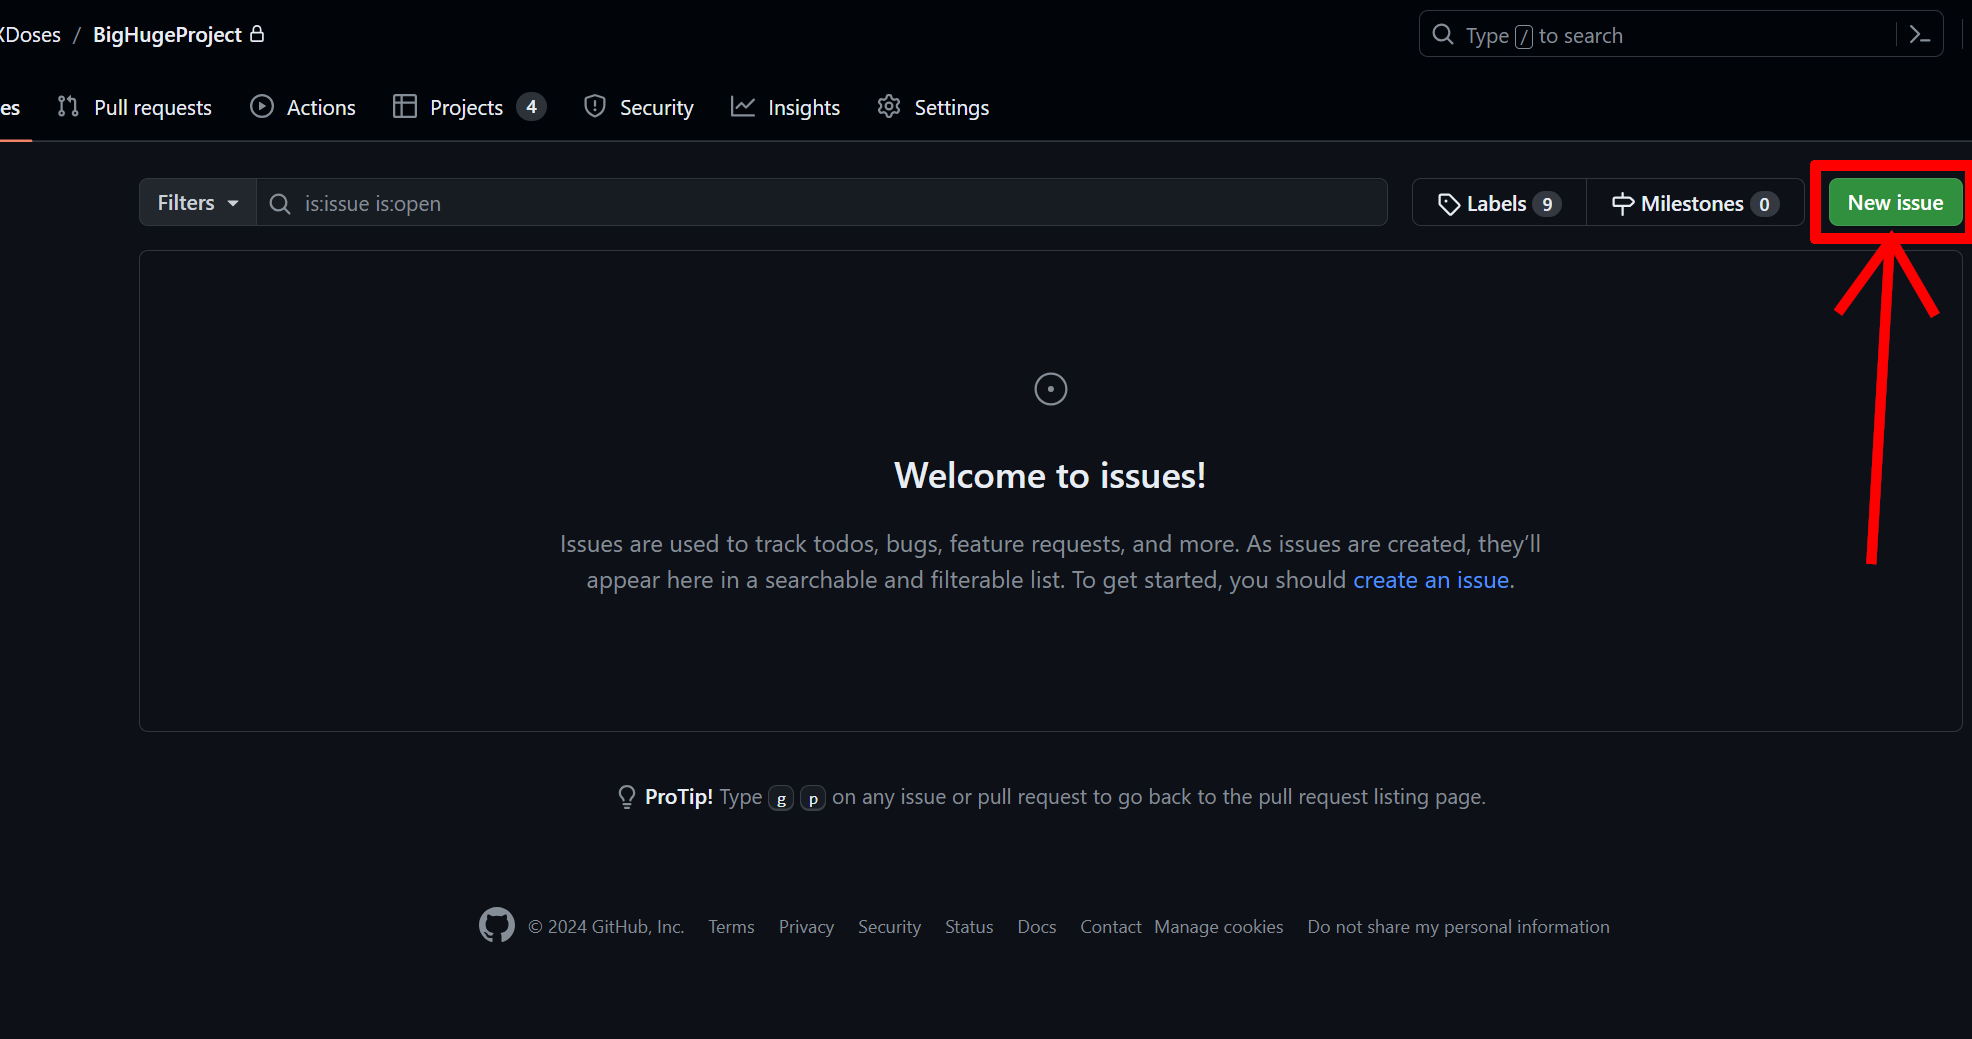 Doses / BigHugeProject
Type / to search
es Pull requests Actions Projects 4 Security Insights Settings
Filters is:issue is:open Labels 9 Milestones 0 New issue
Welcome to issues!
Issues are used to track todos, bugs, feature requests, and more. As issues are created, they’ll
appear here in a searchable and filterable list. To get started, you should create an issue.
ProTip! Type g p on any issue or pull request to go back to the pull request listing page.
© 2024 GitHub, Inc. Terms Privacy Security Status Docs Contact Manage cookies Do not share my personal information